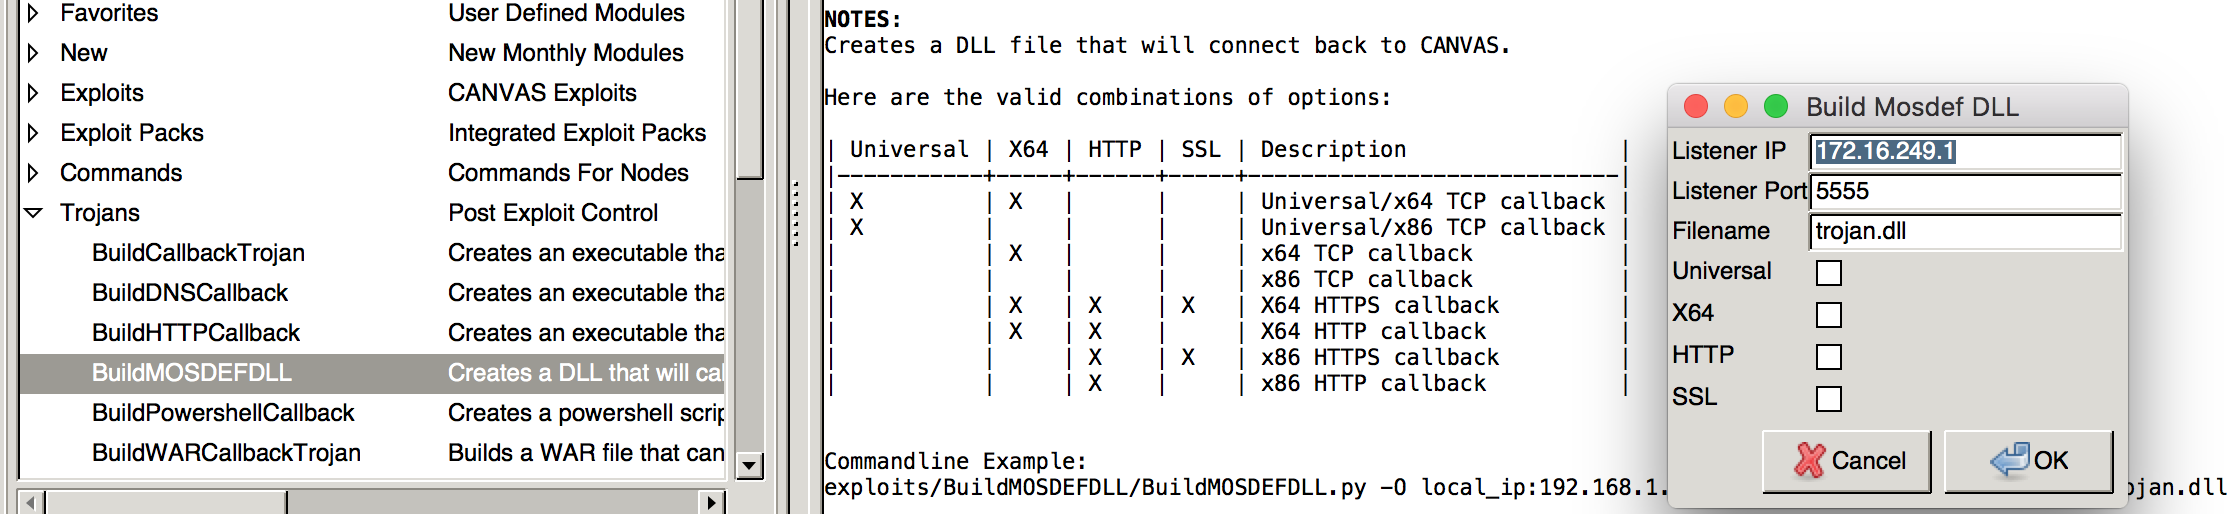 Favorites User Defined Modules
New New Monthly Modules
Exploits CANVAS Exploits
Exploit Packs Integrated Exploit Packs
Commands Commands For Nodes
Trojans Post Exploit Control
BuildCallbackTrojan Creates an executable tha
BuildDNSCallback Creates an executable tha
BuildHTTPCallback Creates an executable tha
BuildMOSDEFDLL Creates a DLL that will cal
BuildPowershellCallback Creates a powershell scrip
BuildWARCallbackTrojan Builds a WAR file that can
NOTES:
Creates a DLL file that will connect back to CANVAS.
Here are the valid combinations of options:
| Universal | X64 | HTTP | SSL | Description |
|-----------+-----+------+-----+----------------------------|
| X | X | | | Universal/x64 TCP callback |
| X | | | | Universal/x86 TCP callback |
| | X | | | x64 TCP callback |
| | | | | x86 TCP callback |
| | X | X | X | X64 HTTPS callback |
| | X | X | | X64 HTTP callback |
| | | X | X | x86 HTTPS callback |
| | | X | | x86 HTTP callback |
Commandline Example:
exploits/BuildMOSDEFDLL/BuildMOSDEFDLL.py -O local_ip:192.168.1. ojan.dll
Build Mosdef DLL
Listener IP 172.16.249.1
Listener Port 5555
Filename trojan.dll
Universal
X64
HTTP
SSL
Cancel OK